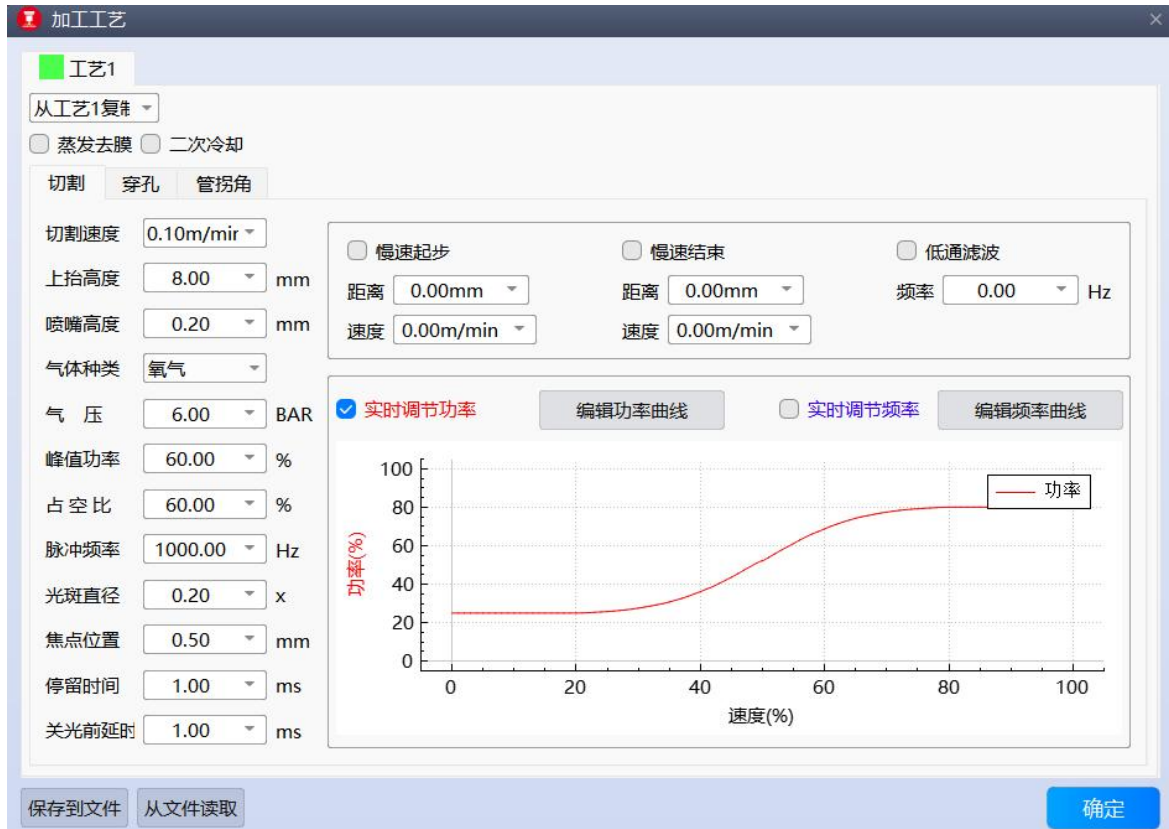 加工工艺
工艺1
从工艺1复制
蒸发去膜 二次冷却
切割 穿孔 管拐角
切割速度 0.10m/mir
上抬高度 8.00 mm
喷嘴高度 0.20 mm
气体种类 氧气
气 压 6.00 BAR
峰值功率 60.00 %
占 空 比 60.00 %
脉冲频率 1000.00 Hz
光斑直径 0.20 x
焦点位置 0.50 mm
停留时间 1.00 ms
关光前延时 1.00 ms
慢速起步 慢速结束 低通滤波
距离 0.00mm 距离 0.00mm 频率 0.00 Hz
速度 0.00m/min 速度 0.00m/min
实时调节功率 编辑功率曲线 实时调节频率 编辑频率曲线
功率
功率(%)
100
80
60
40
20
0
0 20 40 60 80 100
速度(%)
保存到文件 从文件读取 确定